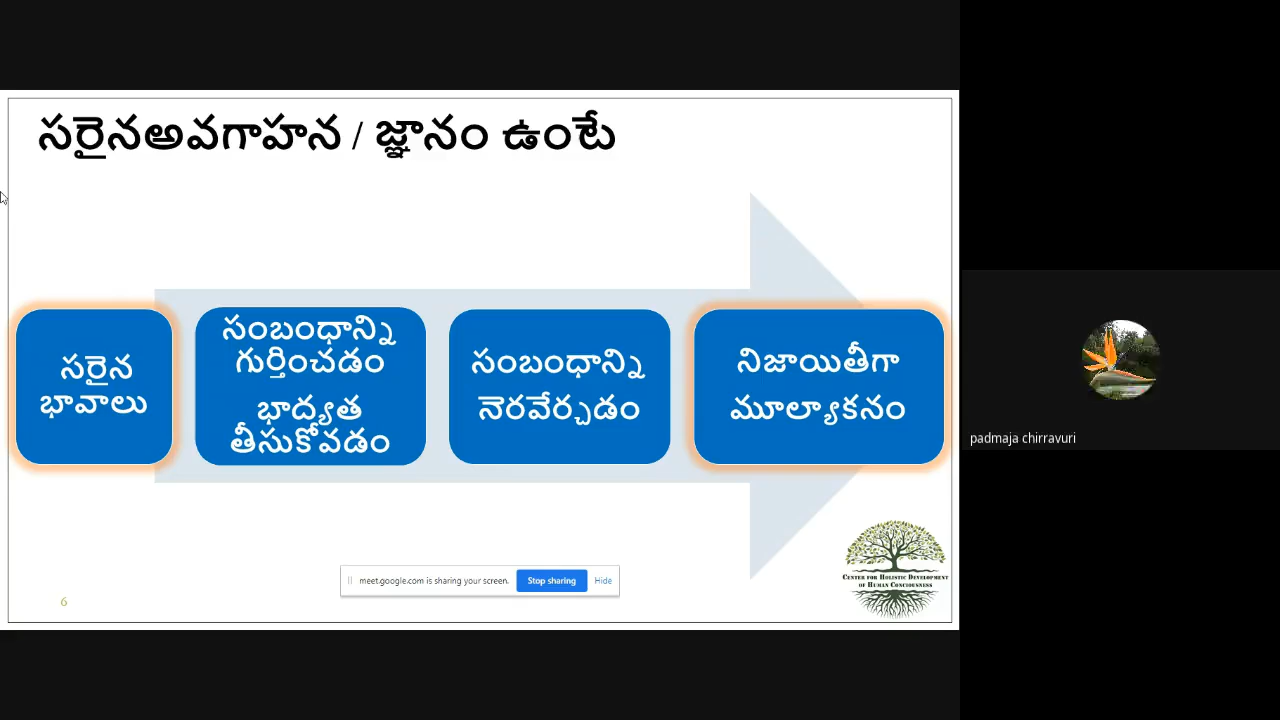 సరైనఅవగాహన / జ్ఞానం ఉంటే
సరైన
భావాలు
సంబంధాన్ని
గుర్తించడం
భాద్యత
తీసుకోవడం
సంబంధాన్ని
నెరవేర్చడం
నిజాయితీగా
మూల్యాకనం
padmaja chirravuri
CENTER FOR HOLISTIC DEVELOPMENT
OF HUMAN CONCIOUSNESS
meet.google.com is sharing your screen.
Stop sharing
Hide
6